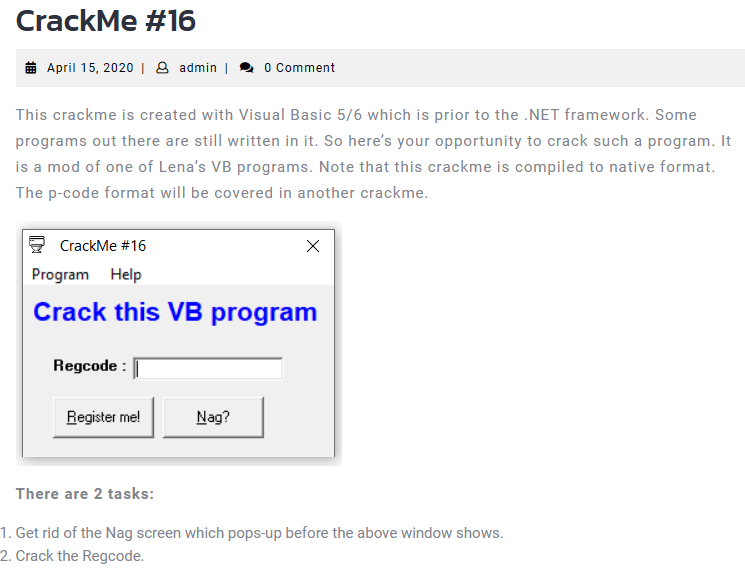 CrackMe #16
April 15, 2020 | admin | 0 Comment
This crackme is created with Visual Basic 5/6 which is prior to the .NET framework. Some
programs out there are still written in it. So here’s your opportunity to crack such a program. It
is a mod of one of Lena’s VB programs. Note that this crackme is compiled to native format.
The p-code format will be covered in another crackme.
CrackMe #16
Program Help
Crack this VB program
Regcode :
Register me! Nag?
There are 2 tasks:
1. Get rid of the Nag screen which pops-up before the above window shows.
2. Crack the Regcode.